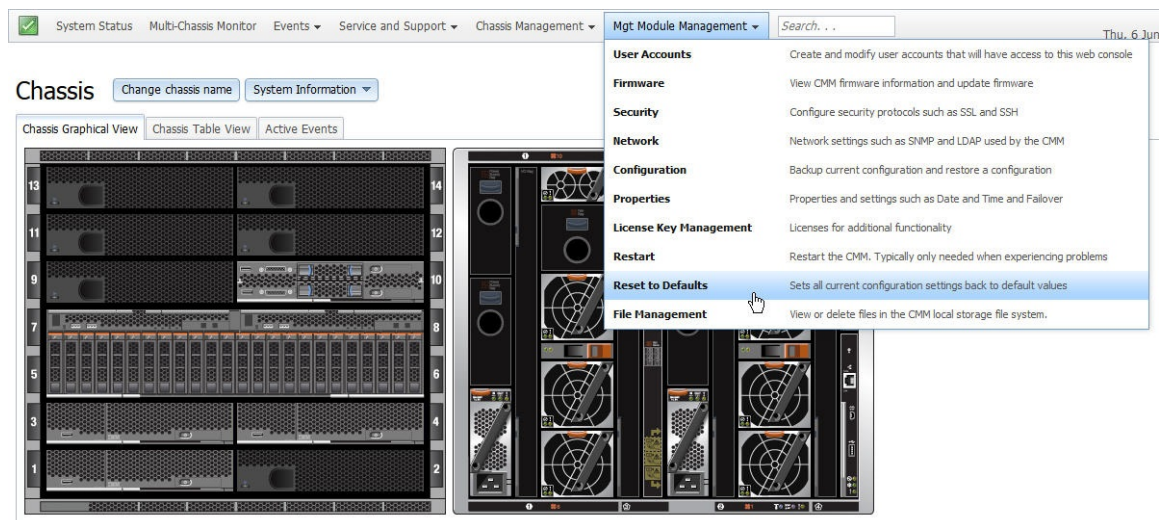 System Status Multi-Chassis Monitor Events Service and Support Chassis Management Mgt Module Management Search. . .
Thu, 6 Jun
User Accounts Create and modify user accounts that will have access to this web console
Firmware View CMM firmware information and update firmware
Security Configure security protocols such as SSL and SSH
Network Network settings such as SNMP and LDAP used by the CMM
Configuration Backup current configuration and restore a configuration
Properties Properties and settings such as Date and Time and Failover
License Key Management Licenses for additional functionality
Restart Restart the CMM. Typically only needed when experiencing problems
Reset to Defaults Sets all current configuration settings back to default values
File Management View or delete files in the CMM local storage file system.
Chassis Change chassis name System Information
Chassis Graphical View Chassis Table View Active Events
13 14
11 12
9 10
7 8
5 6
3 4
1 2